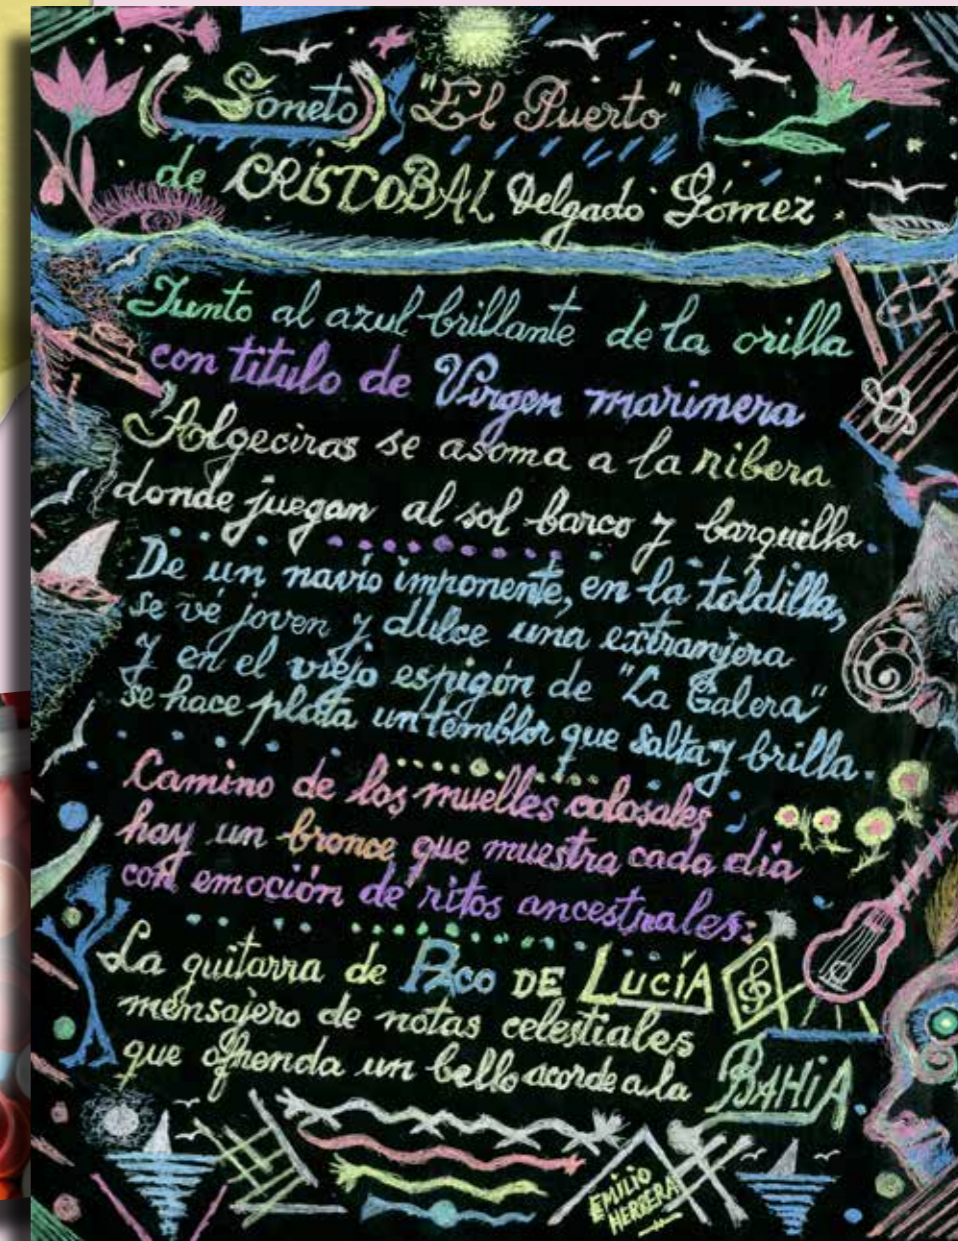 (Soneto) "El Puerto"
de CRISTOBAL Delgado Gómez.
Junto al azul brillante de la orilla
con titulo de Virgen marinera
Algeciras se asoma a la ribera
donde juegan al sol barco y barquilla.
De un navío imponente, en la toldilla,
se vé joven y dulce una extranjera
y en el viejo espigón de "La Galera"
se hace plata un temblor que salta y brilla.
Camino de los muelles colosales
hay un bronce que muestra cada día
con emoción de ritos ancestrales:
La guitarra de PACO DE LUCÍA
mensajero de notas celestiales
que ofrenda un bello acorde a la BAHÍA
EMILIO
HERRERA